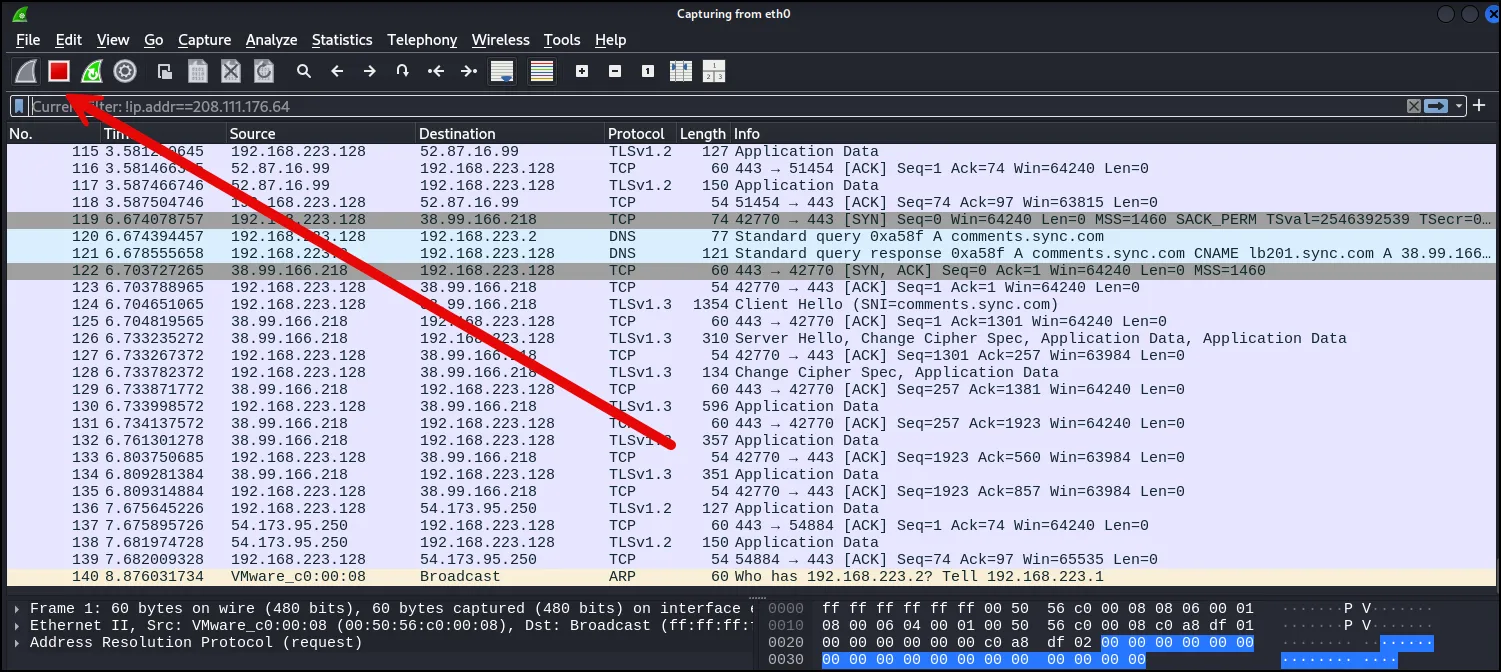 Capturing from eth0
File Edit View Go Capture Analyze Statistics Telephony Wireless Tools Help
filter: !ip.addr==208.111.176.64
No. Source Destination Protocol Length Info
115 192.168.223.128 52.87.16.99 TLSv1.2 127 Application Data
116 52.87.16.99 192.168.223.128 TCP 60 443 → 51454 [ACK] Seq=1 Ack=74 Win=64240 Len=0
117 3.587466746 52.87.16.99 192.168.223.128 TLSv1.2 150 Application Data
118 3.587504746 52.87.16.99 TCP 54 51454 → 443 [ACK] Seq=74 Ack=97 Win=63815 Len=0
119 6.674078757 38.99.166.218 TCP 74 42770 → 443 [SYN] Seq=0 Win=64240 Len=0 MSS=1460 SACK_PERM TSval=2546392539 TSecr=0…
120 6.674394457 192.168.223.128 192.168.223.2 DNS 77 Standard query 0xa58f A comments.sync.com
121 6.678555658 192.168.223.128 DNS 121 Standard query response 0xa58f A comments.sync.com CNAME lb201.sync.com A 38.99.166…
122 6.703727265 38.99.166.218 192.168.223.128 TCP 60 443 → 42770 [SYN, ACK] Seq=0 Ack=1 Win=64240 Len=0 MSS=1460
123 6.703788965 192.168.223.128 38.99.166.218 TCP 54 42770 → 443 [ACK] Seq=1 Ack=1 Win=64240 Len=0
124 6.704651065 192.168.223.128 38.99.166.218 TLSv1.3 1354 Client Hello (SNI=comments.sync.com)
125 6.704819565 38.99.166.218 192.168.223.128 TCP 60 443 → 42770 [ACK] Seq=1 Ack=1301 Win=64240 Len=0
126 6.733235272 38.99.166.218 192.168.223.128 TLSv1.3 310 Server Hello, Change Cipher Spec, Application Data, Application Data
127 6.733267372 192.168.223.128 TCP 54 42770 → 443 [ACK] Seq=1301 Ack=257 Win=63984 Len=0
128 6.733782372 192.168.223.128 38.99.166.218 TLSv1.3 134 Change Cipher Spec, Application Data
129 6.733871772 38.99.166.218 192.168.223.128 TCP 60 443 → 42770 [ACK] Seq=257 Ack=1381 Win=64240 Len=0
130 6.733998572 192.168.223.128 38.99.166.218 TLSv1.3 596 Application Data
131 6.734137572 38.99.166.218 192.168.223.128 TCP 60 443 → 42770 [ACK] Seq=257 Ack=1923 Win=64240 Len=0
132 6.761301278 38.99.166.218 192.168.223.128 357 Application Data
133 6.803750685 192.168.223.128 38.99.166.218 TCP 54 42770 → 443 [ACK] Seq=1923 Ack=560 Win=63984 Len=0
134 6.809281384 38.99.166.218 192.168.223.128 TLSv1.3 351 Application Data
135 6.809314884 192.168.223.128 38.99.166.218 TCP 54 42770 → 443 [ACK] Seq=1923 Ack=857 Win=63984 Len=0
136 7.675645226 192.168.223.128 54.173.95.250 TLSv1.2 127 Application Data
137 7.675895726 54.173.95.250 192.168.223.128 TCP 60 443 → 54884 [ACK] Seq=1 Ack=74 Win=64240 Len=0
138 7.681974728 54.173.95.250 192.168.223.128 TLSv1.2 150 Application Data
139 7.682009328 192.168.223.128 54.173.95.250 TCP 54 54884 → 443 [ACK] Seq=74 Ack=97 Win=65535 Len=0
140 8.876031734 VMware_c0:00:08 Broadcast ARP 60 Who has 192.168.223.2? Tell 192.168.223.1
Frame 1: 60 bytes on wire (480 bits), 60 bytes captured (480 bits) on interface
Ethernet II, Src: VMware_c0:00:08 (00:50:56:c0:00:08), Dst: Broadcast (ff:ff:ff:
Address Resolution Protocol (request)
0000 ff ff ff ff ff ff 00 50 56 c0 00 08 08 06 00 01 ·······P V·······
0010 08 00 06 04 00 01 00 50 56 c0 00 08 c0 a8 df 01 ·······P V·······
0020 00 00 00 00 00 00 c0 a8 df 02 00 00 00 00 00 00 ········ ········
0030 00 00 00 00 00 00 00 00 00 00 00 00 ········ ····